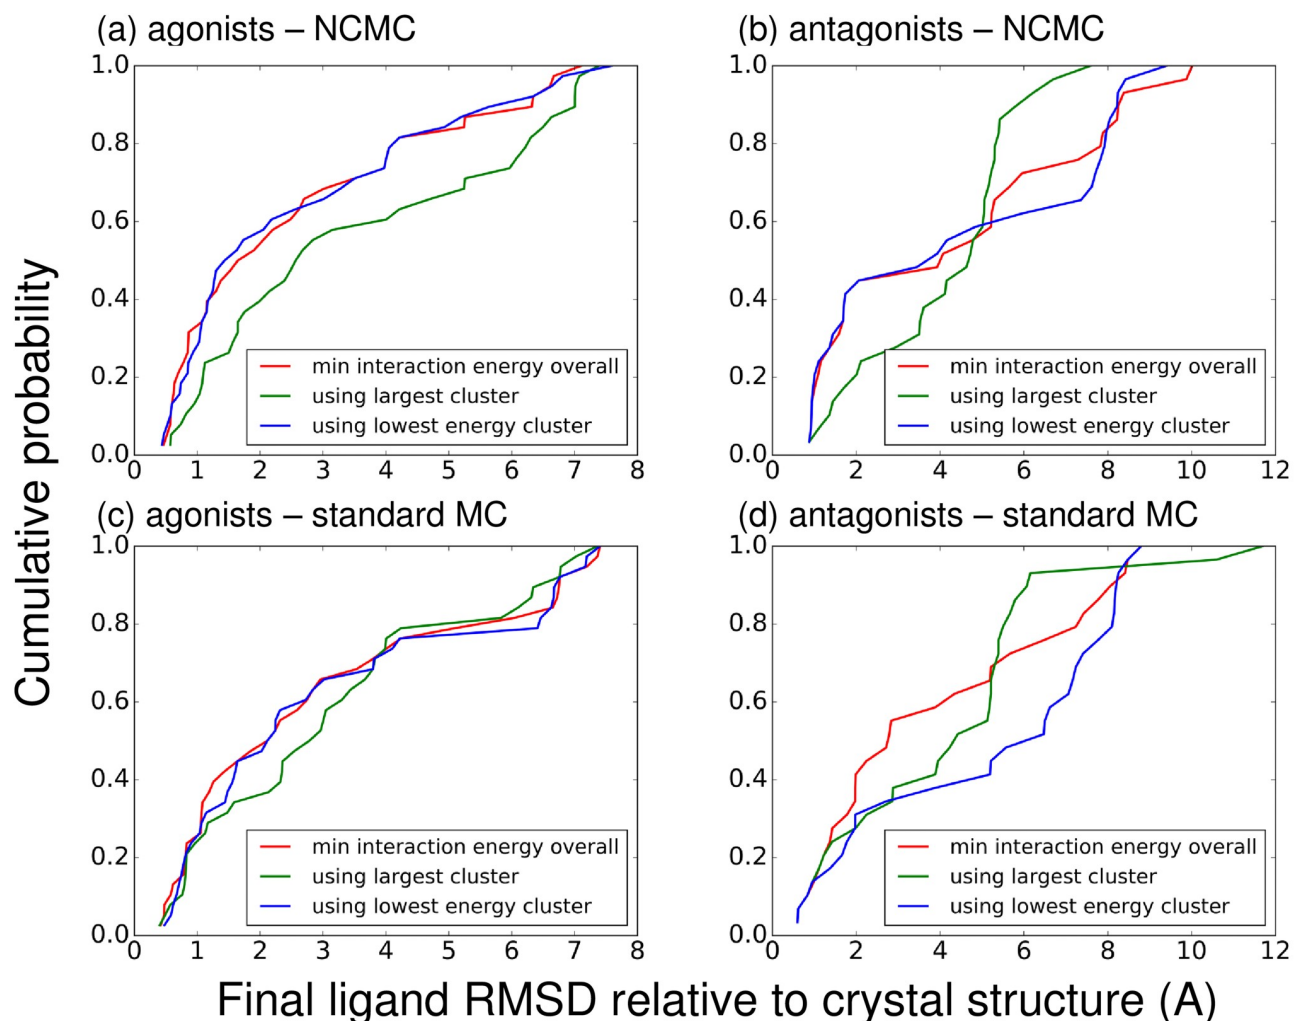 (a) agonists – NCMC
(b) antagonists – NCMC
1.0
0.8
0.6
0.4
0.2
0.0
min interaction energy overall
using largest cluster
using lowest energy cluster
0 1 2 3 4 5 6 7 8
1.0
0.8
0.6
0.4
0.2
0.0
min interaction energy overall
using largest cluster
using lowest energy cluster
0 2 4 6 8 10 12
Cumulative probability
(c) agonists – standard MC
(d) antagonists – standard MC
1.0
0.8
0.6
0.4
0.2
0.0
min interaction energy overall
using largest cluster
using lowest energy cluster
0 1 2 3 4 5 6 7 8
1.0
0.8
0.6
0.4
0.2
0.0
min interaction energy overall
using largest cluster
using lowest energy cluster
0 2 4 6 8 10 12
Final ligand RMSD relative to crystal structure (A)